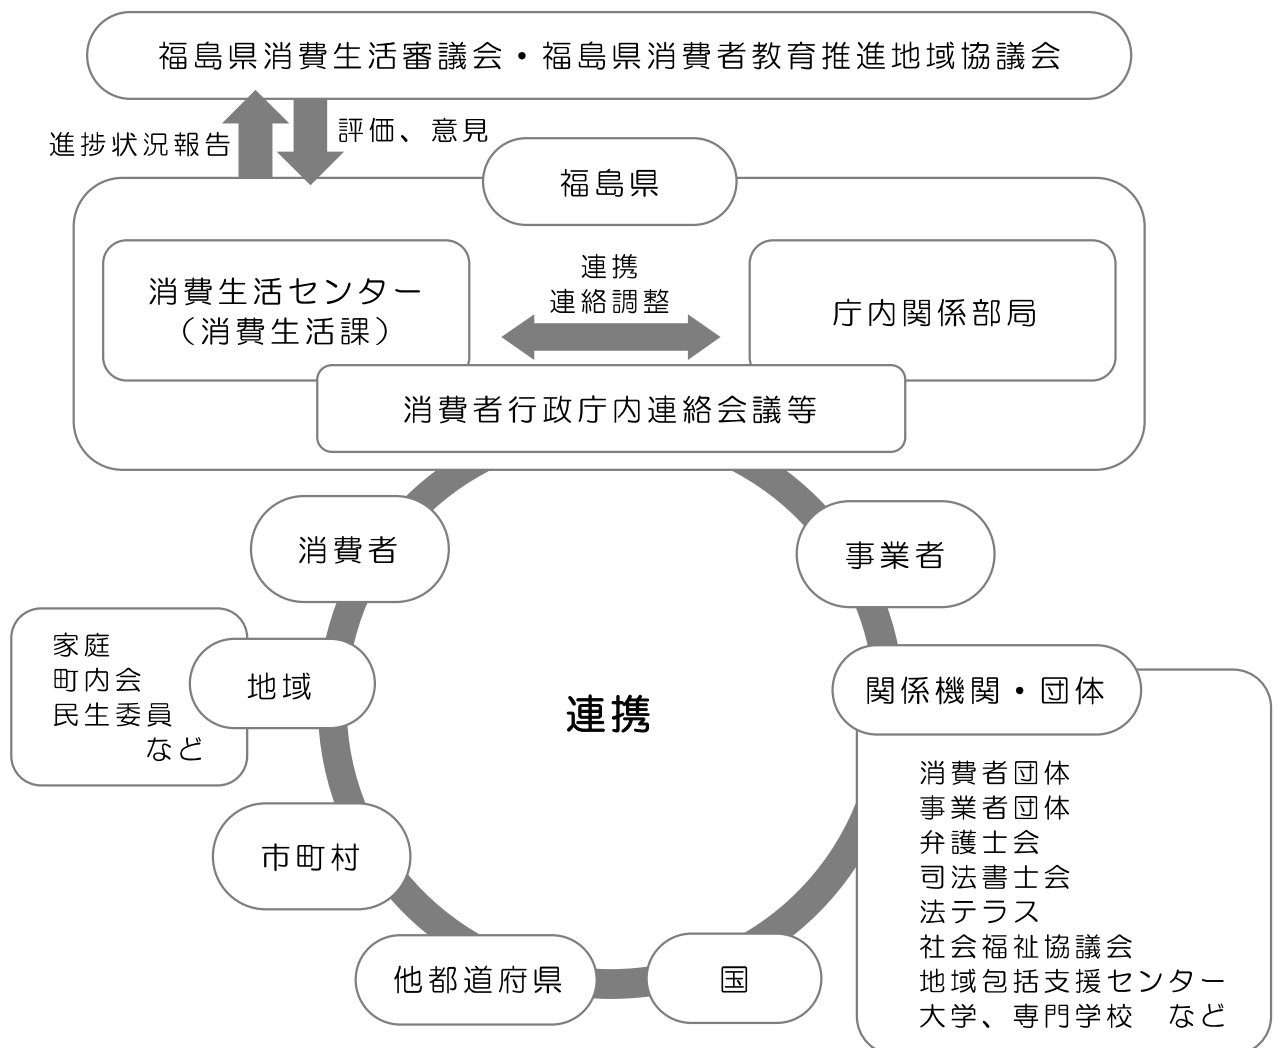 福島県消費生活審議会・福島県消費者教育推進地域協議会
進捗状況報告
評価、意見
福島県
消費生活センター
（消費生活課）
連携
連絡調整
庁内関係部局
消費者行政庁内連絡会議等
消費者
事業者
家庭
町内会
民生委員
など
地域
連携
関係機関・団体
消費者団体
事業者団体
弁護士会
司法書士会
法テラス
社会福祉協議会
地域包括支援センター
大学、専門学校　など
市町村
他都道府県
国